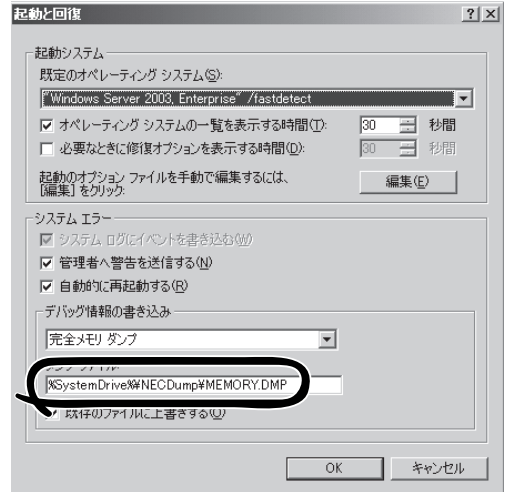 起動と回復
起動システム
既定のオペレーティング システム(S):
"Windows Server 2003, Enterprise" /fastdetect
オペレーティング システムの一覧を表示する時間(T): 30 秒間
必要なときに修復オプションを表示する時間(D): 30 秒間
起動のオプション ファイルを手動で編集するには、
[編集] をクリック: 編集(E)
システム エラー
システム ログにイベントを書き込む(W)
管理者へ警告を送信する(N)
自動的に再起動する(R)
デバッグ情報の書き込み
完全メモリ ダンプ
%SystemDrive%¥NECDump¥MEMORY.DMP
既存のファイルに上書きする(O)
OK キャンセル